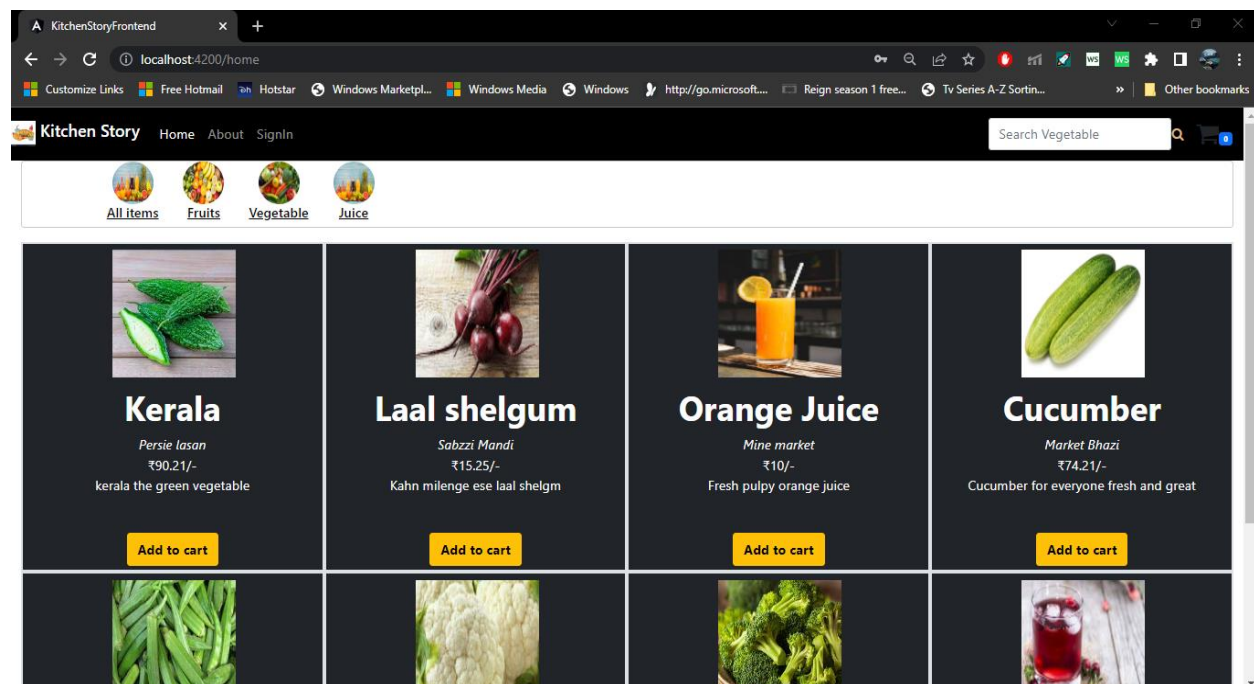 KitchenStoryFrontend
localhost:4200/home
Customize Links Free Hotmail Hotstar Windows Marketpl... Windows Media Windows http://go.microsoft.... Reign season 1 free... Tv Series A-Z Sortin... » Other bookmarks
Kitchen Story Home About SignIn Search Vegetable 0
All items Fruits Vegetable Juice
Kerala Laal shelgum Orange Juice Cucumber
Persie lasan Sabzzi Mandi Mine market Market Bhazi
₹90.21/- ₹15.25/- ₹10/- ₹74.21/-
kerala the green vegetable Kahn milenge ese laal shelgm Fresh pulpy orange juice Cucumber for everyone fresh and great
Add to cart Add to cart Add to cart Add to cart